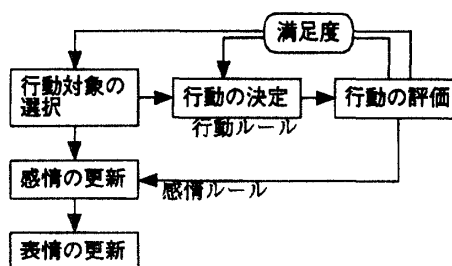 満足度
行動対象の
選択
行動の決定
行動の評価
行動ルール
感情の更新
感情ルール
表情の更新